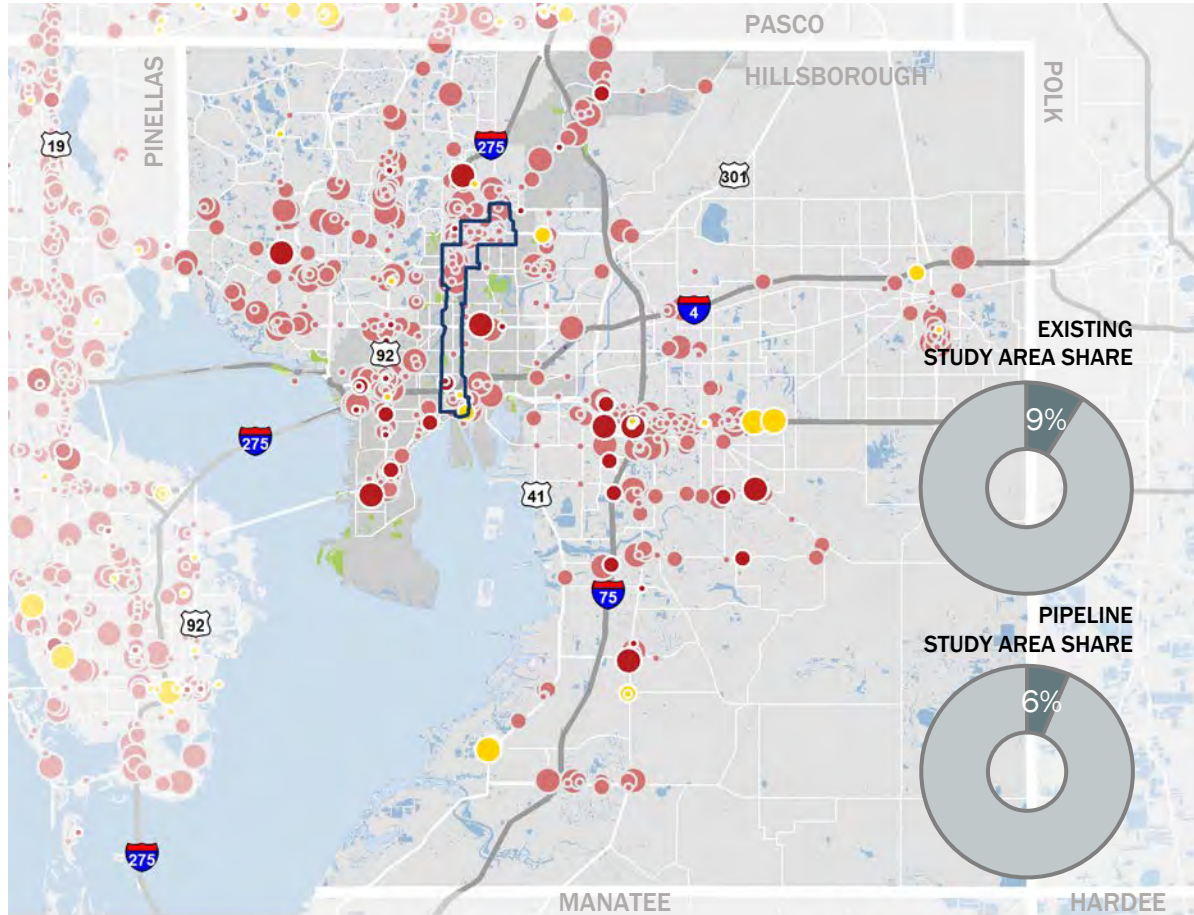 PASCO
HILLSBOROUGH
PINELLAS
POLK
19
275
301
4
92
EXISTING
STUDY AREA SHARE
9%
275
41
75
92
PIPELINE
STUDY AREA SHARE
6%
275
MANATEE
HARDEE